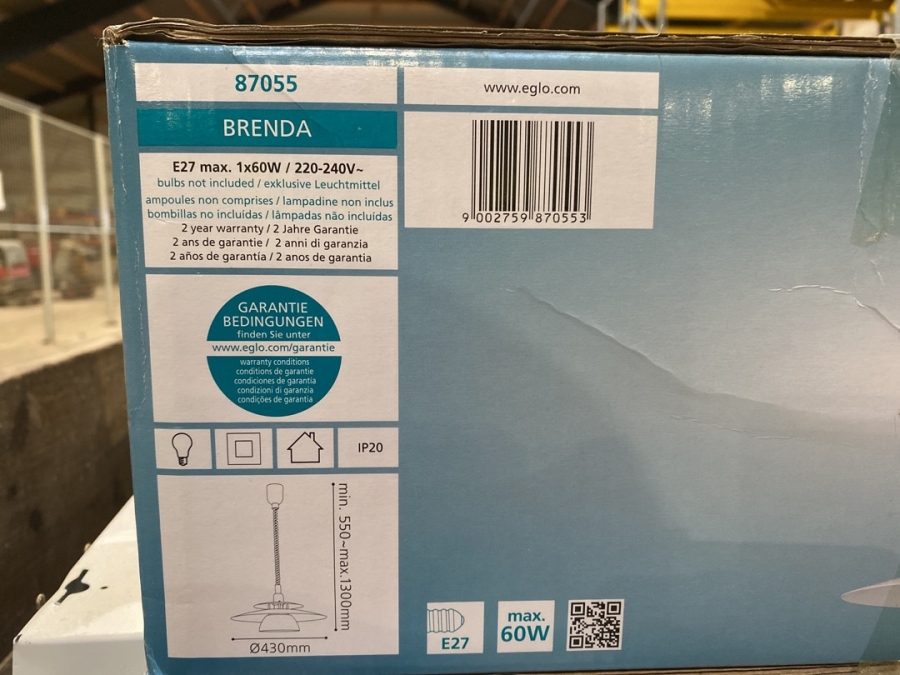 87055
BRENDA
E27 max. 1x60W / 220-240V~
bulbs not included / exklusive Leuchtmittel
ampoules non comprises / lampadine non inclus
bombillas no incluídas / lâmpadas não incluídas
2 year warranty / 2 Jahre Garantie
2 ans de garantie / 2 anni di garanzia
2 años de garantía / 2 anos de garantia
www.eglo.com
9 002759 870553
GARANTIE
BEDINGUNGEN
finden Sie unter
www.eglo.com/garantie
warranty conditions
conditions de garantie
condiciones de garantia
condizioni di garanzia
condições de garantia
IP20
min. 550~max.1300mm
Ø430mm
E27
max.
60W